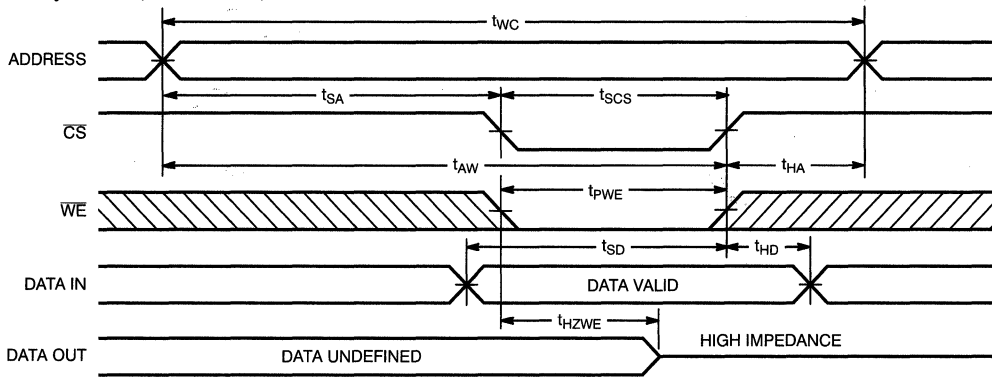 tWC
ADDRESS
tSA
tSCS
CS
tAW
tHA
tPWE
WE
tSD
tHD
DATA IN
DATA VALID
tHZWE
HIGH IMPEDANCE
DATA OUT
DATA UNDEFINED